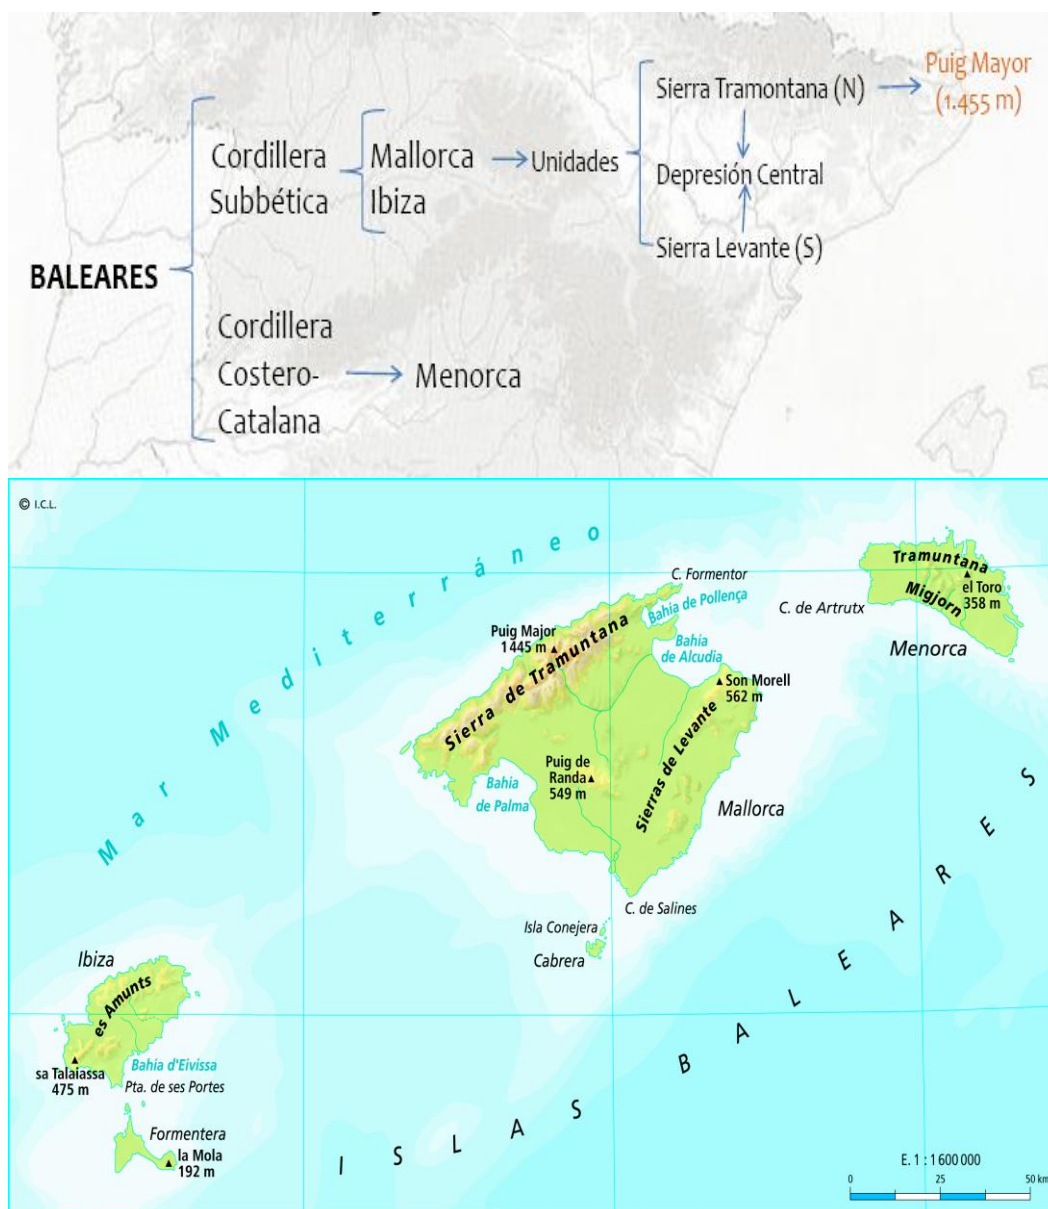 Sierra Tramontana (N)
Puig Mayor
(1.455 m)
Cordillera
Subbética
Mallorca
Ibiza
Unidades
Depresión Central
Sierra Levante (S)
BALEARES
Cordillera
Costero-
Catalana
Menorca
© I.C.L.
Mar Mediterráneo
C. Formentor
Bahía de Pollença
Puig Major
1 445 m
Bahía
de Alcudia
Sierra de Tramuntana
Son Morell
562 m
Sierras de Levante
Puig de
Randa
549 m
Bahía
de Palma
Mallorca
C. de Salines
Isla Conejera
Cabrera
Tramuntana
el Toro
358 m
Migjorn
C. de Artrutx
Menorca
Ibiza
es Amunts
sa Talaiassa
475 m
Bahía d'Eivissa
Pta. de ses Portes
Formentera
la Mola
192 m
ISLAS BALEARES
E. 1 : 1 600 000
0 25 50 km